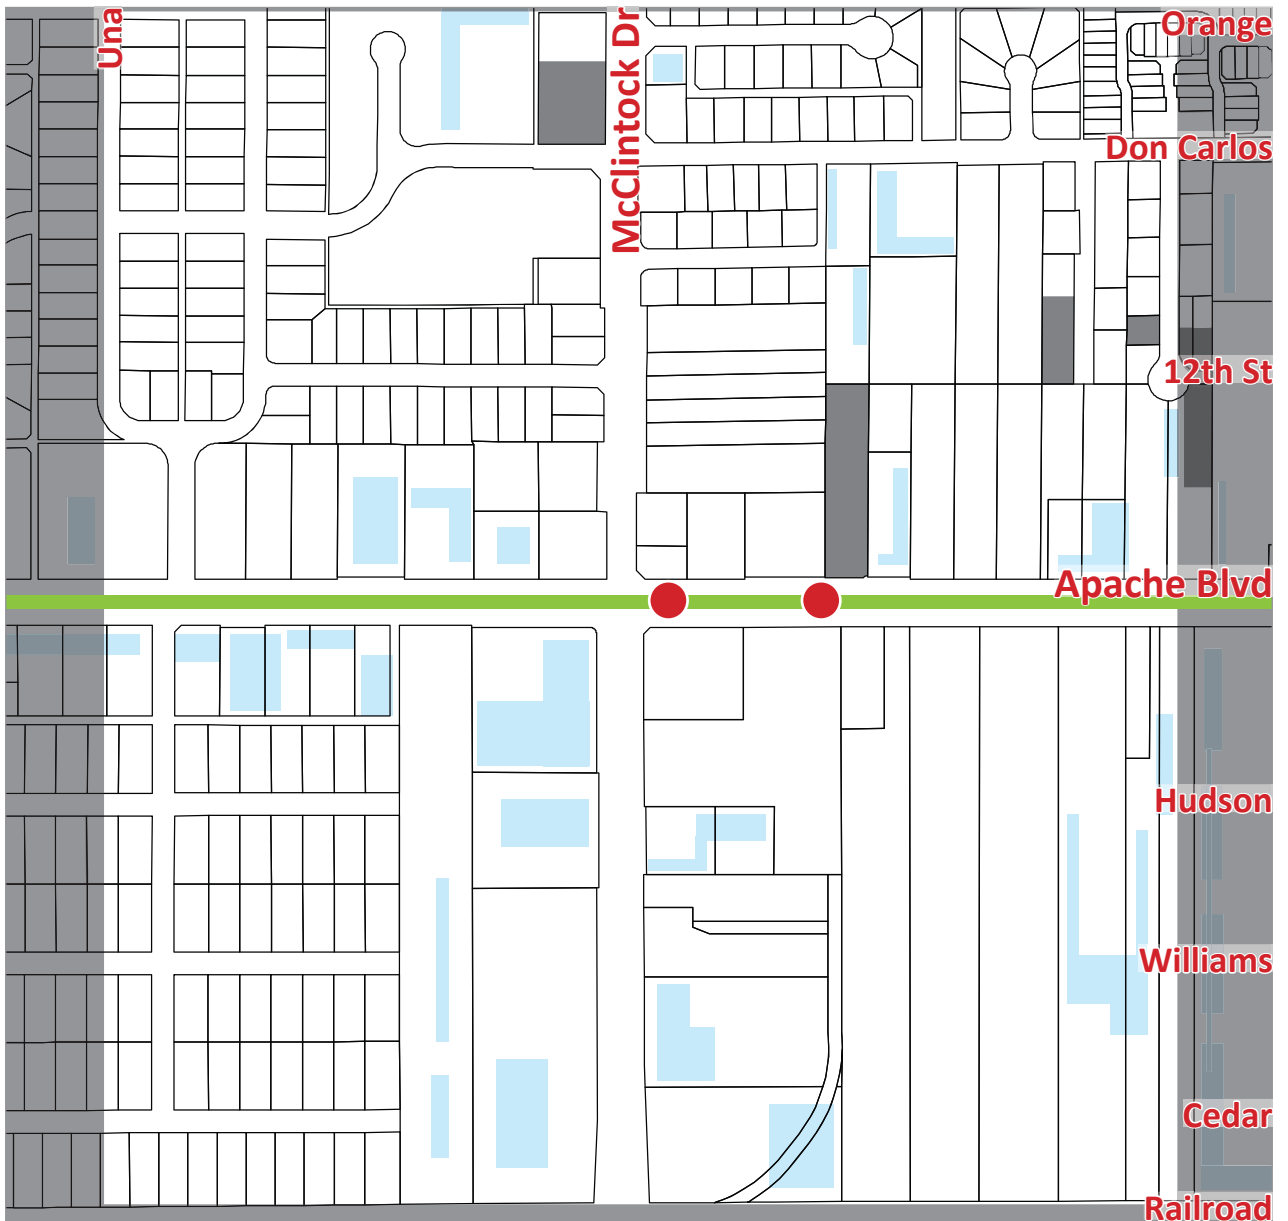 Una
McClintock Dr
Orange
Don Carlos
12th St
Apache Blvd
Hudson
Williams
Cedar
Railroad